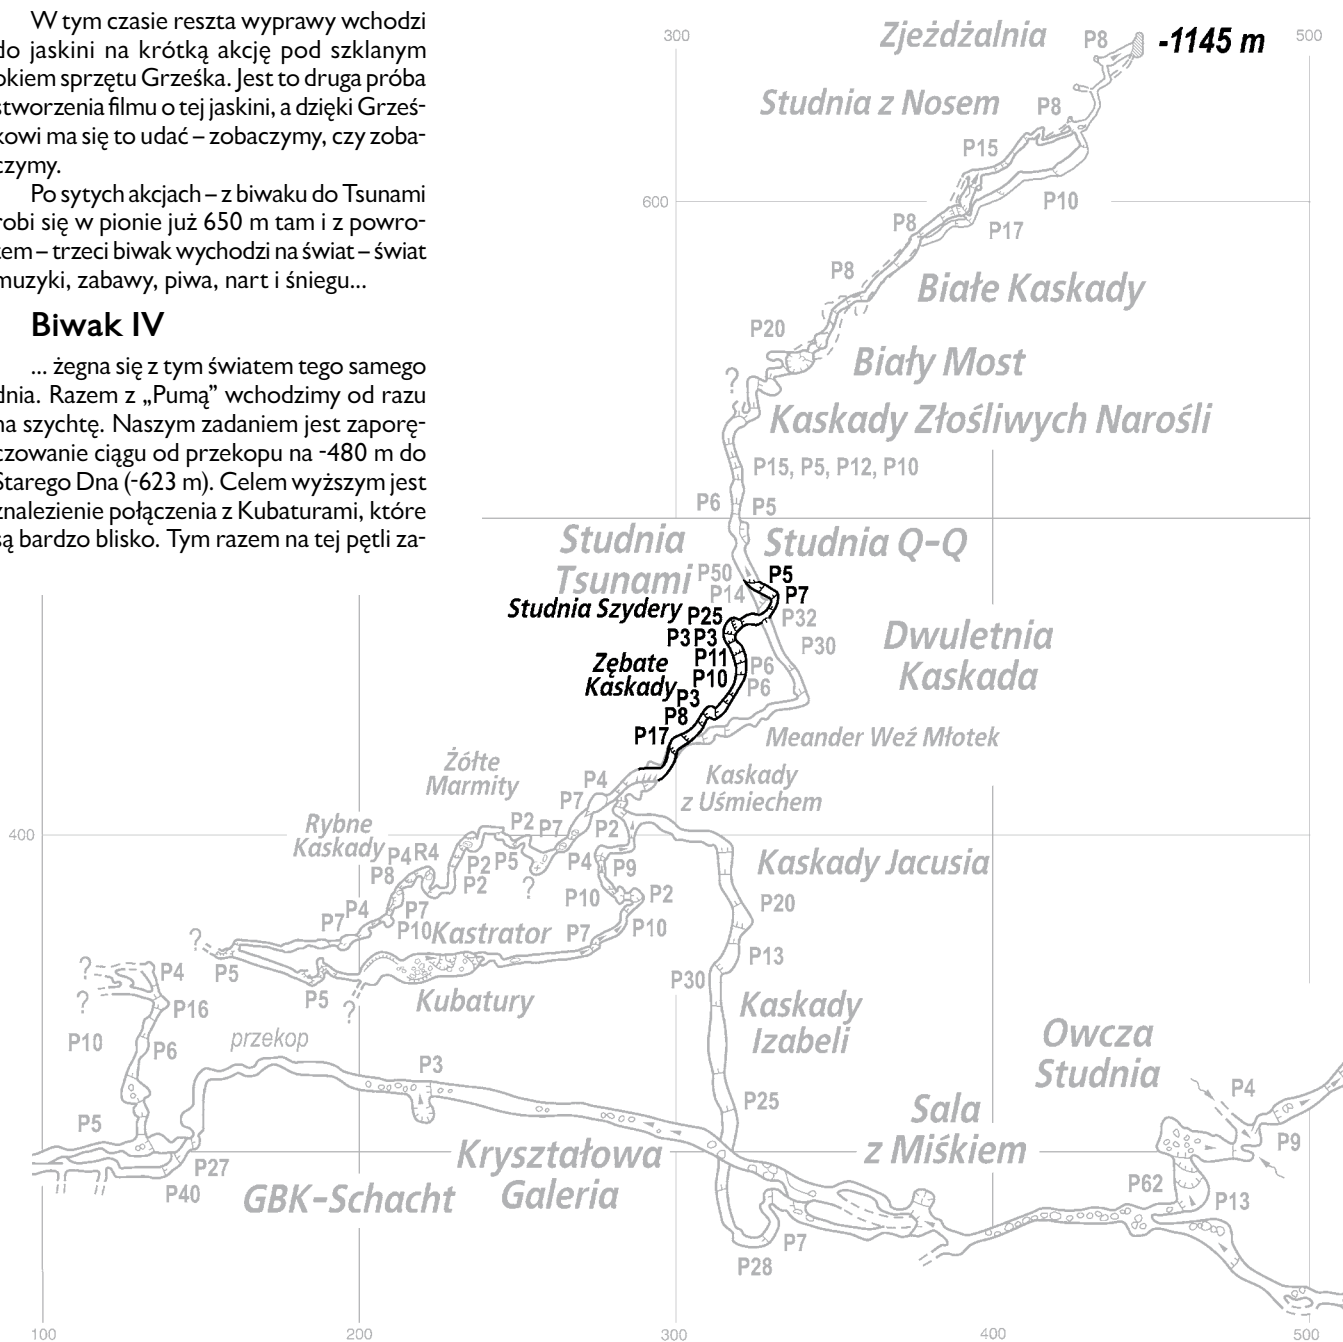 W tym czasie reszta wyprawy wchodzi
do jaskini na krótką akcję pod szklanym
okiem sprzętu Grześka. Jest to druga próba
stworzenia filmu o tej jaskini, a dzięki Grześ-
kowi ma się to udać – zobaczymy, czy zoba-
czymy.
Po sytych akcjach – z biwaku do Tsunami
robi się w pionie już 650 m tam i z powro-
tem – trzeci biwak wychodzi na świat – świat
muzyki, zabawy, piwa, nart i śniegu...
Biwak IV
... żegna się z tym światem tego samego
dnia. Razem z „Pumą” wchodzimy od razu
na szychtę. Naszym zadaniem jest zaporę-
czowanie ciągu od przekopu na -480 m do
Starego Dna (-623 m). Celem wyższym jest
znalezienie połączenia z Kubaturami, które
są bardzo blisko. Tym razem na tej pętli za-
300
Zjeżdżalnia
P8
-1145 m
500
Studnia z Nosem
P8
P15
600
P10
P8
P17
P8
Białe Kaskady
P20
Biały Most
?
Kaskady Złośliwych Narośli
P15, P5, P12, P10
P6
P5
Studnia
Tsunami
Studnia Q-Q
P50
P5
P14
P7
Studnia Szydery
P25
P32
P3 P3
P30
Dwuletnia
Kaskada
Zębate
Kaskady
P11
P6
P10
P6
P3
P8
P17
Meander Weź Młotek
Żółte
Marmity
P4
Kaskady
z Uśmiechem
P7
Rybne
Kaskady
P2
P7
P2
400
P4
R4
P2
P5
P4
P9
Kaskady Jacusia
P8
P2
?
P10
P2
P20
P4
P7
P7
P10
Kastrator
P7
P10
?
P13
?
P4
P5
P30
?
P16
P5
?
Kubatury
Kaskady
Izabeli
P10
P6
przekop
Owcza
Studnia
P3
P4
P5
P25
Sala
z Miśkiem
P9
P27
Kryształowa
Galeria
P40
GBK-Schacht
P62
P13
P7
P28
100
200
300
400
500